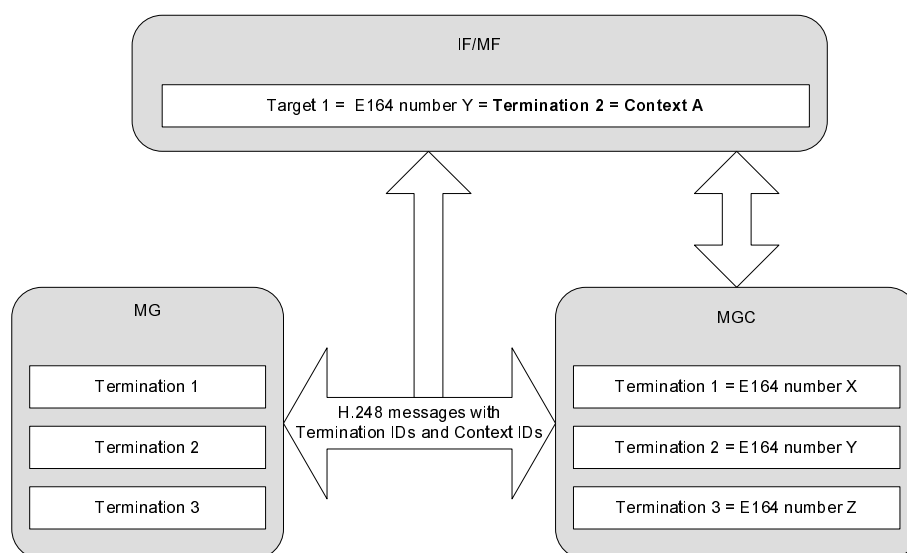 IF/MF
Target 1 = E164 number Y = Termination 2 = Context A
MG
Termination 1
Termination 2
Termination 3
H.248 messages with
Termination IDs and Context IDs
MGC
Termination 1 = E164 number X
Termination 2 = E164 number Y
Termination 3 = E164 number Z